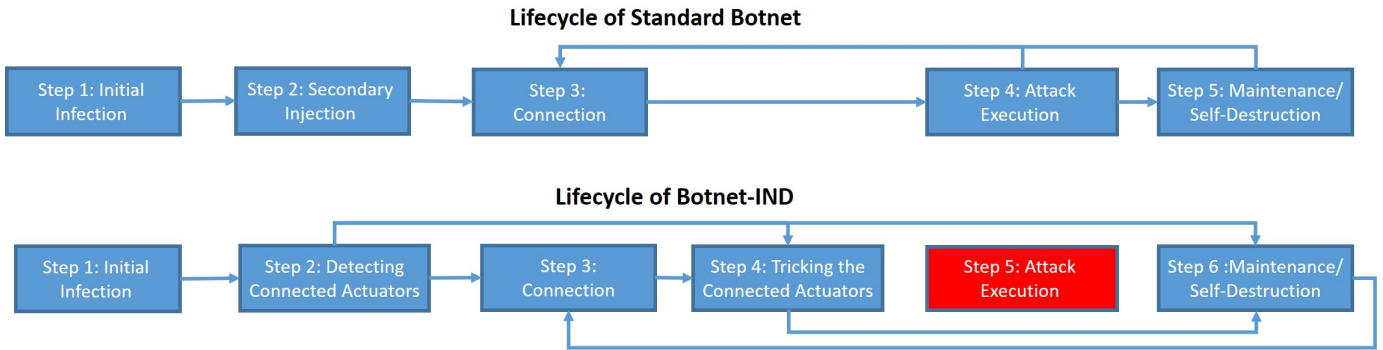 Lifecycle of Standard Botnet
Step 1: Initial
Infection
Step 2: Secondary
Injection
Step 3:
Connection
Step 4: Attack
Execution
Step 5: Maintenance/
Self-Destruction
Lifecycle of Botnet-IND
Step 1: Initial
Infection
Step 2: Detecting
Connected Actuators
Step 3:
Connection
Step 4: Tricking the
Connected Actuators
Step 5: Attack
Execution
Step 6 :Maintenance/
Self-Destruction